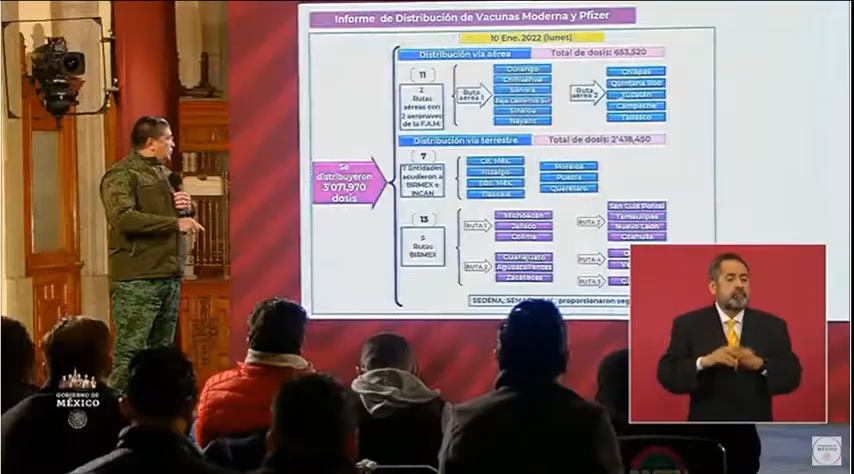 Informe de Distribución de Vacunas Moderna y Pfizer
10 Ene. 2022 (lunes)
Distribución vía aérea
Total de dosis: 653,520
11
2
Rutas
aéreas con
2 aeronaves
de la F.A.M.
Ruta
aérea 1
Durango
Chihuahua
Sonora
Baja California Sur
Sinaloa
Nayarit
Ruta
aérea 2
Chiapas
Quintana Roo
Yucatán
Campeche
Tabasco
Distribución vía terrestre
Total de dosis: 2'418,450
Se
distribuyeron
3'071,970
dosis
7
7 Entidades
acudieron a
BIRMEX e
INCAN
Cd. Méx.
Hidalgo
Edo. Méx.
Tlaxcala
Morelos
Puebla
Querétaro
13
5
Rutas
BIRMEX
RUTA 1
Michoacán
Jalisco
Colima
RUTA 2
Guanajuato
Aguascalientes
Zacatecas
RUTA 3
San Luis Potosí
Tamaulipas
Nuevo León
Coahuila
RUTA 4
RUTA 5
SEDENA, SEMAR
proporcionaron seg
GOBIERNO DE
MÉXICO